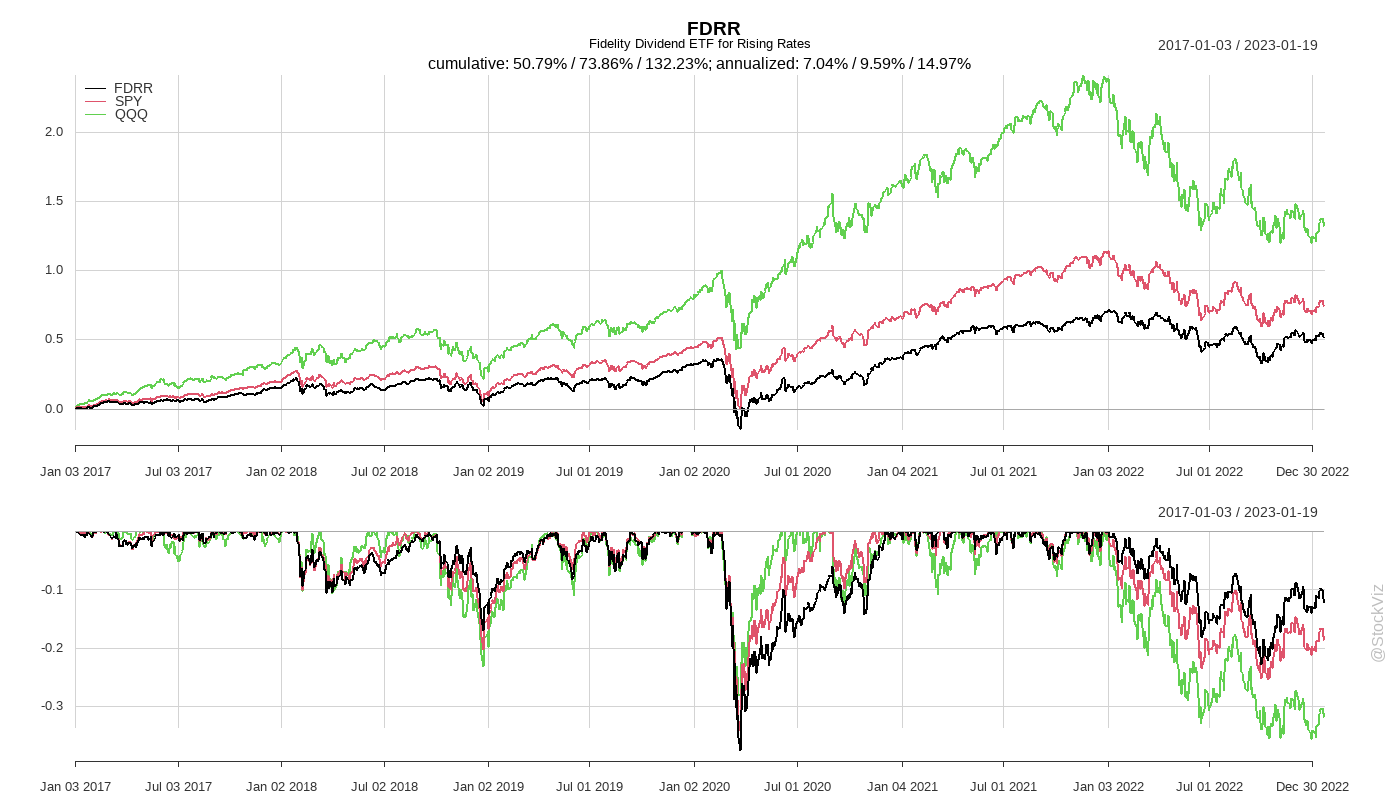 FDRR
Fidelity Dividend ETF for Rising Rates
2017-01-03 / 2023-01-19
cumulative: 50.79% / 73.86% / 132.23%; annualized: 7.04% / 9.59% / 14.97%
FDRR
SPY
QQQ
2.0
1.5
1.0
0.5
0.0
Jan 03 2017 Jul 03 2017 Jan 02 2018 Jul 02 2018 Jan 02 2019 Jul 01 2019 Jan 02 2020 Jul 01 2020 Jan 04 2021 Jul 01 2021 Jan 03 2022 Jul 01 2022 Dec 30 2022
2017-01-03 / 2023-01-19
-0.1
-0.2
-0.3
Jan 03 2017 Jul 03 2017 Jan 02 2018 Jul 02 2018 Jan 02 2019 Jul 01 2019 Jan 02 2020 Jul 01 2020 Jan 04 2021 Jul 01 2021 Jan 03 2022 Jul 01 2022 Dec 30 2022
@StockViz